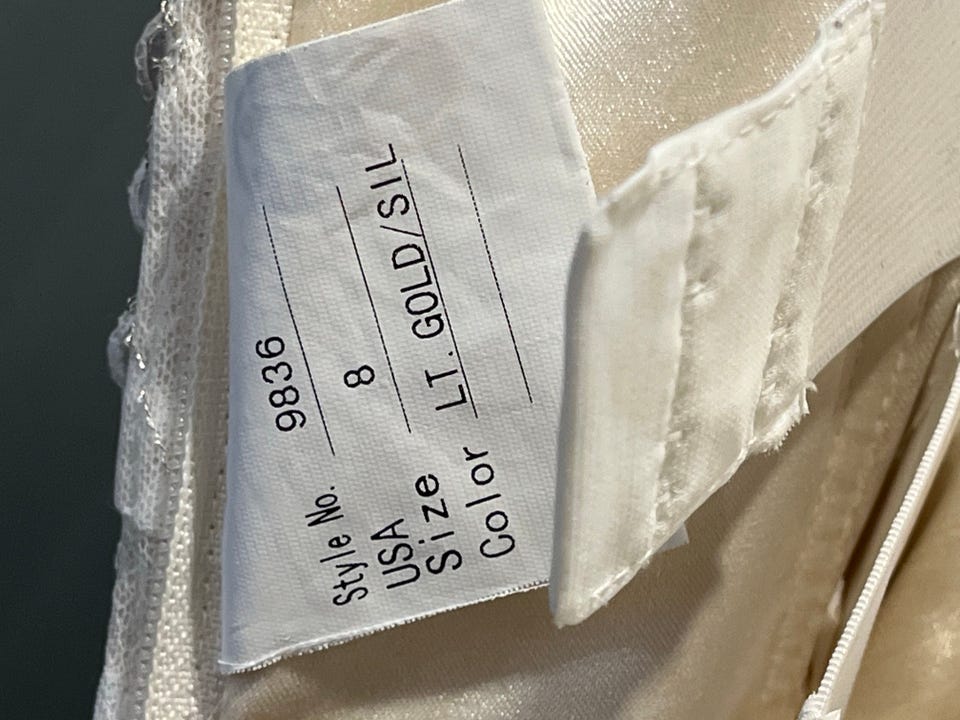 Style No. 9836
USA
Size 8
Color LT.GOLD/SIL